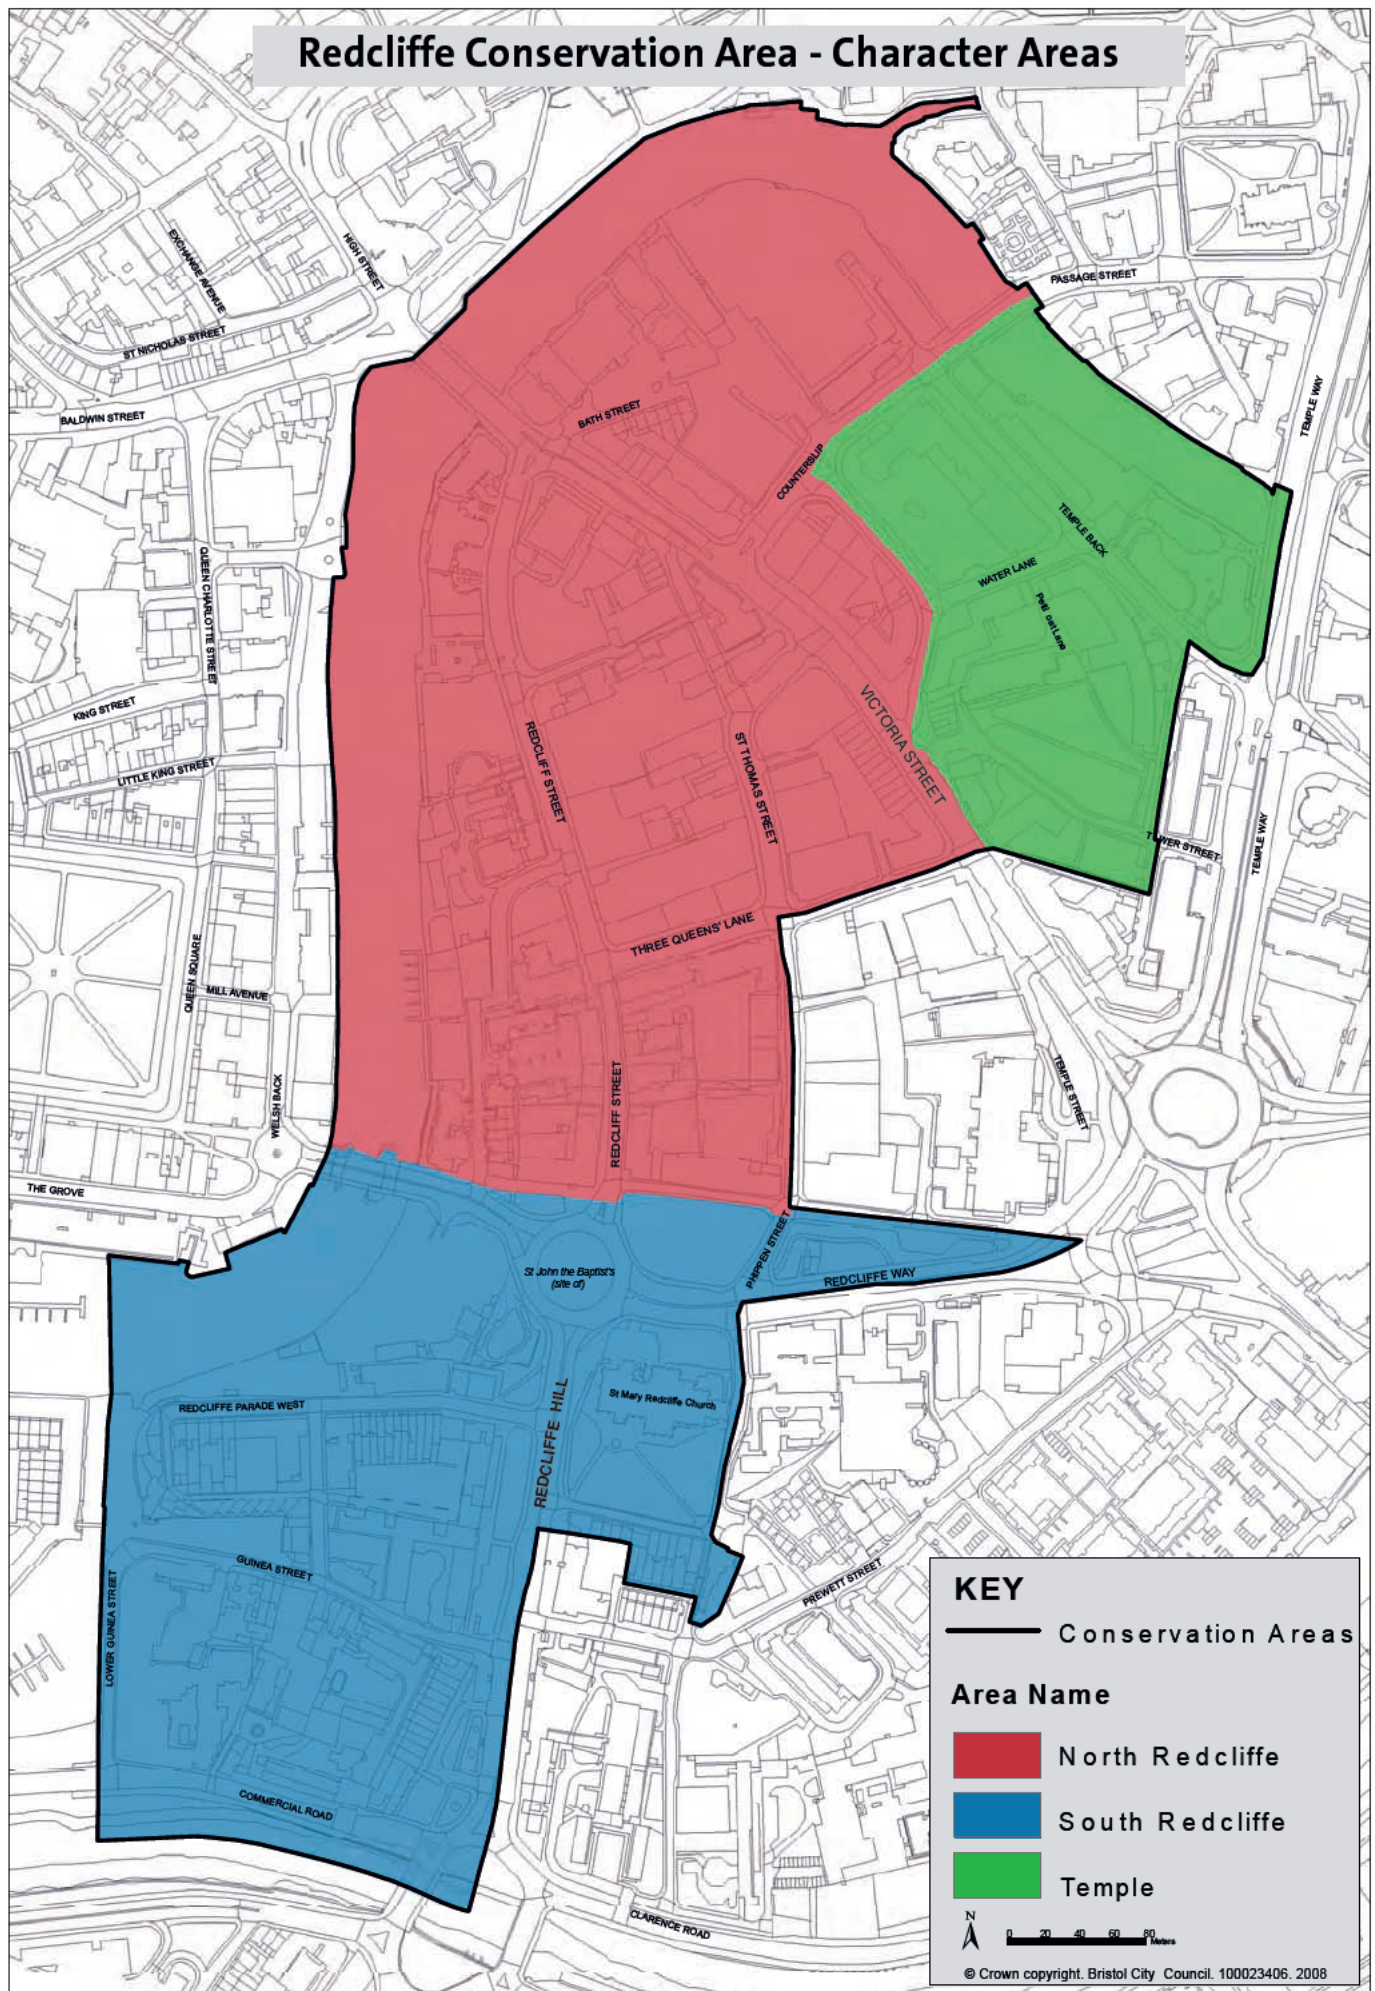 Redcliffe Conservation Area - Character Areas
EXCHANGE AVENUE
HIGH STREET
ST NICHOLAS STREET
PASSAGE STREET
BALDWIN STREET
BATH STREET
TEMPLE WAY
COUNTERSLIP
TEMPLE BACK
WATER LANE
QUEEN CHARLOTTE STREET
KING STREET
LITTLE KING STREET
REDCLIFF STREET
ST THOMAS STREET
VICTORIA STREET
TOWER STREET
TEMPLE WAY
THREE QUEENS' LANE
QUEEN SQUARE
MILL AVENUE
WELSH BACK
REDCLIFF STREET
TEMPLE STREET
THE GROVE
PHIPPEN STREET
St John the Baptist's
(site of)
REDCLIFFE WAY
REDCLIFFE PARADE WEST
REDCLIFFE HILL
St Mary Redcliffe Church
GUINEA STREET
LOWER GUINEA STREET
PREWETT STREET
COMMERCIAL ROAD
CLARENCE ROAD
KEY
Conservation Areas
Area Name
North Redcliffe
South Redcliffe
Temple
N
0 20 40 60 80
Meters
© Crown copyright. Bristol City Council. 100023406. 2008